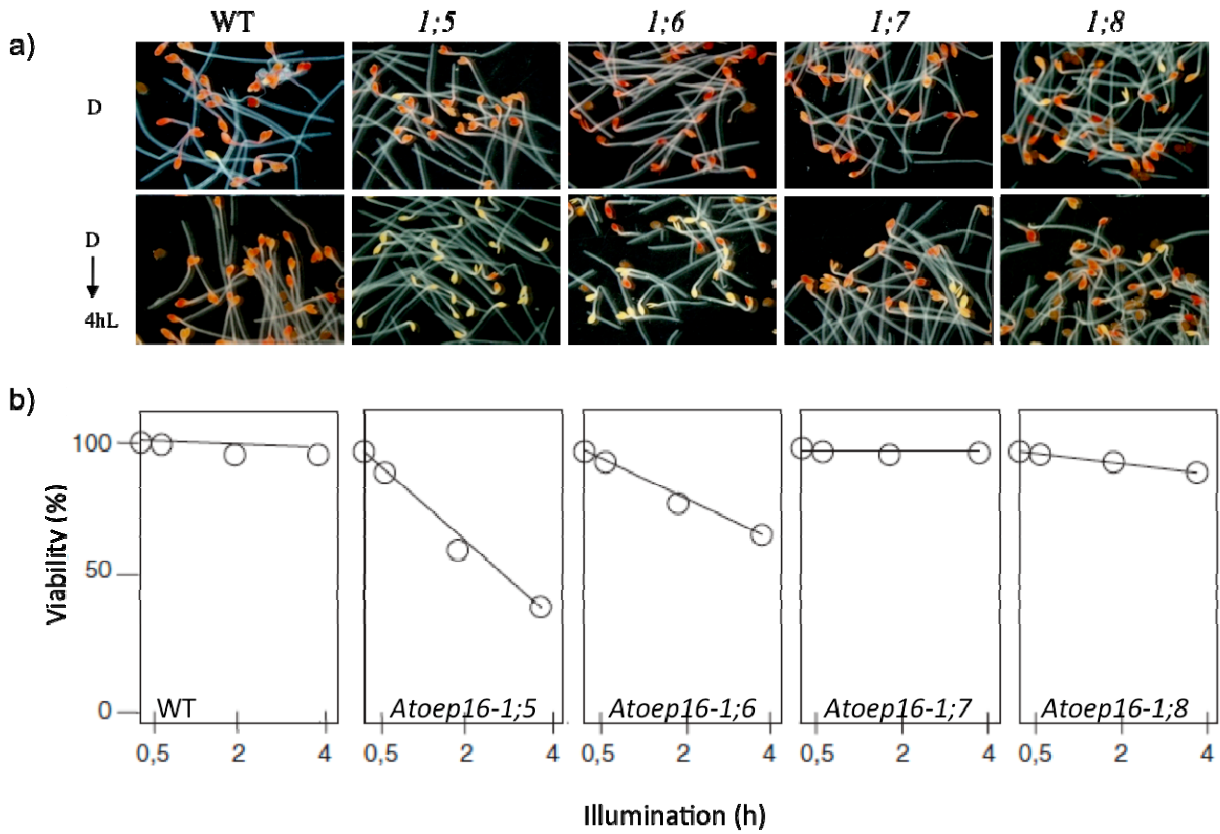 WT 1;5 1;6 1;7 1;8
a)
D
D
4hL
b)
Viability (%)
100
50
0
WT Atoep16-1;5 Atoep16-1;6 Atoep16-1;7 Atoep16-1;8
0,5 2 4 0,5 2 4 0,5 2 4 0,5 2 4 0,5 2 4
Illumination (h)